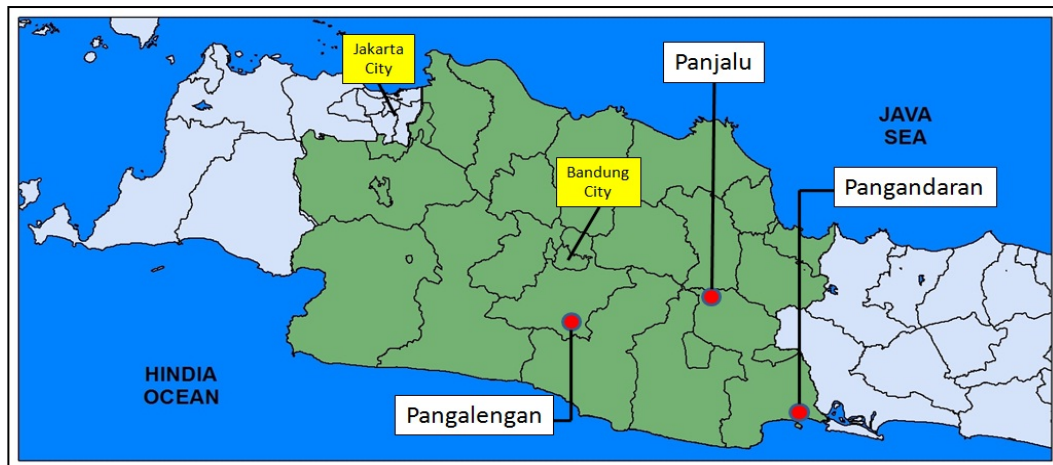 Jakarta
City
Panjalu
JAVA
SEA
Bandung
City
Pangandaran
HINDIA
OCEAN
Pangalengan